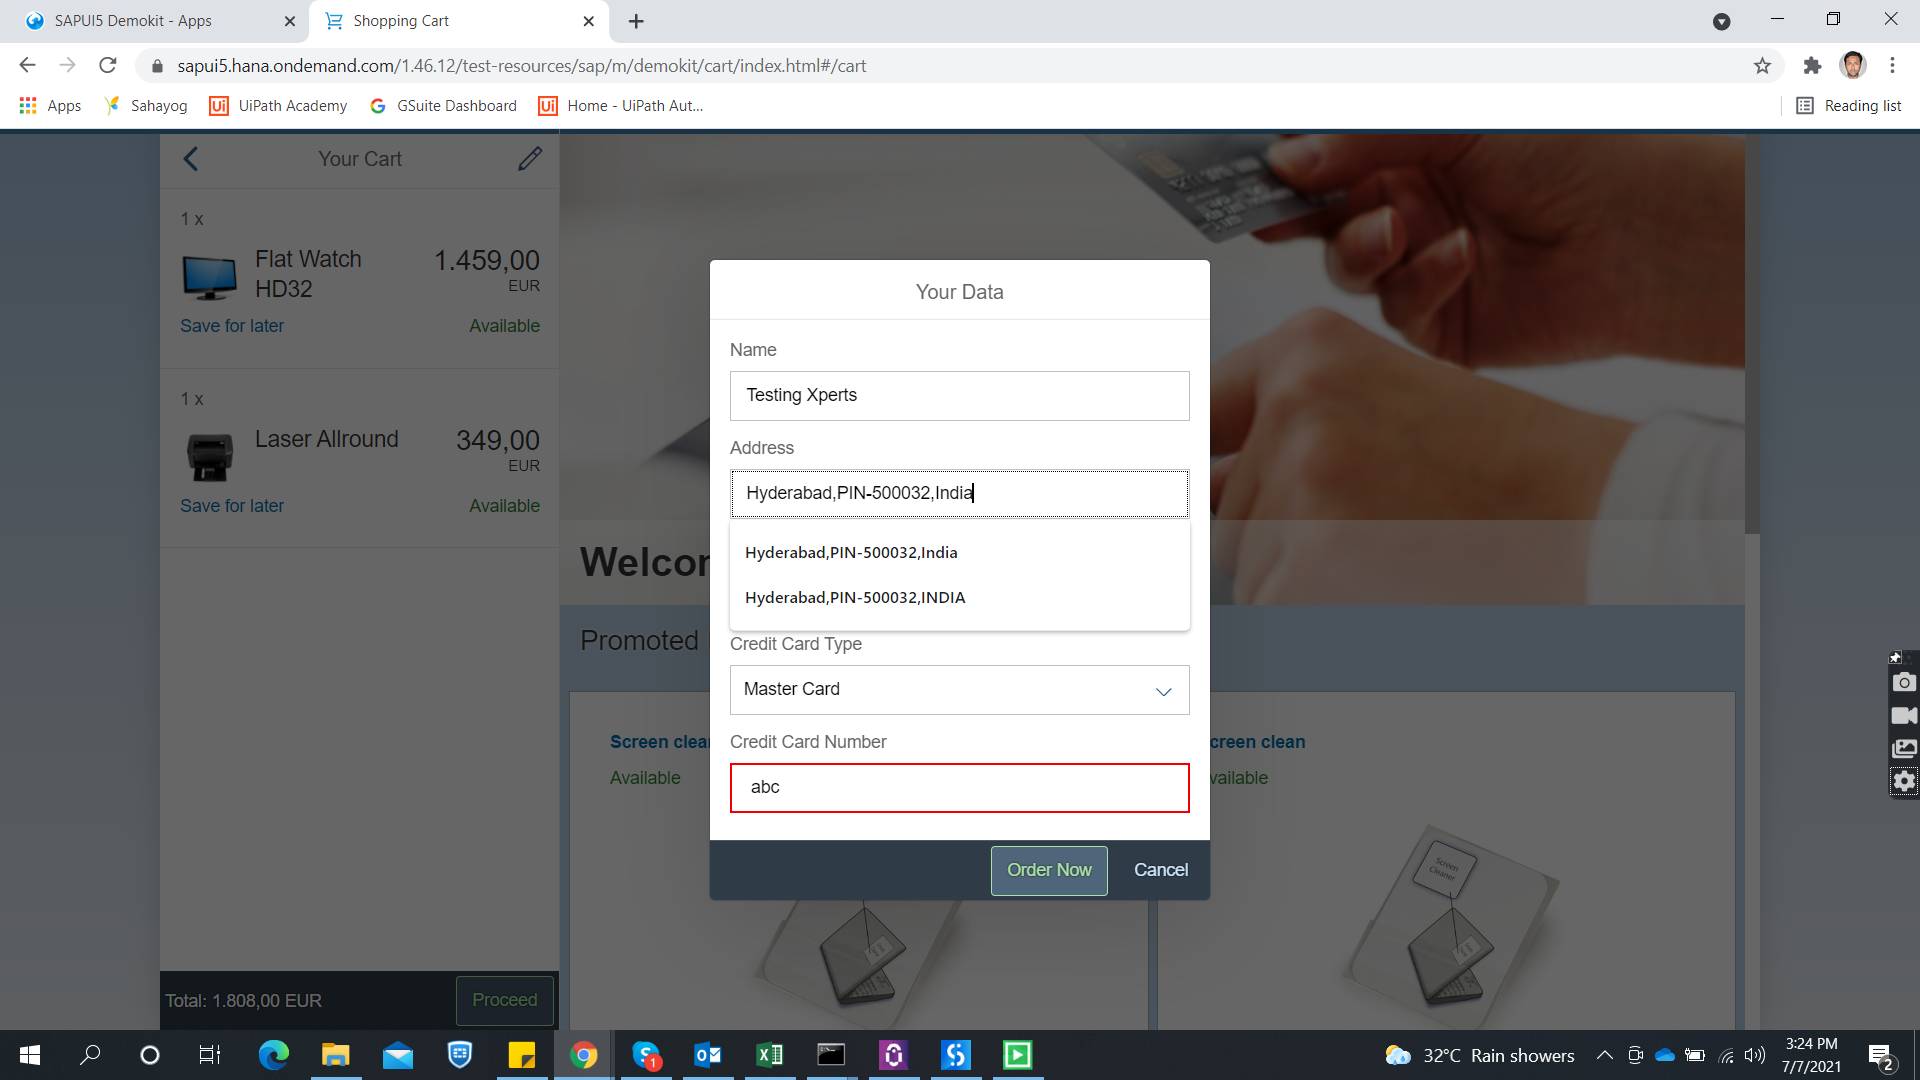 SAPUI5 Demokit - Apps
Shopping Cart
sapui5.hana.ondemand.com/1.46.12/test-resources/sap/m/demokit/cart/index.html#/cart
Apps
Sahayog
UiPath Academy
GSuite Dashboard
Home - UiPath Aut...
Reading list
Your Cart
1 x
Flat Watch
HD32
1.459,00
EUR
Save for later
Available
1 x
Laser Allround
349,00
EUR
Save for later
Available
Total: 1.808,00 EUR
Proceed
Welcom
Promoted
Screen clea
Available
creen clean
vailable
Screen
Cleaner
Your Data
Name
Testing Xperts
Address
Hyderabad,PIN-500032,India
Hyderabad,PIN-500032,India
Hyderabad,PIN-500032,INDIA
Credit Card Type
Master Card
Credit Card Number
abc
Order Now
Cancel
1
32°C Rain showers
3:24 PM
7/7/2021
2